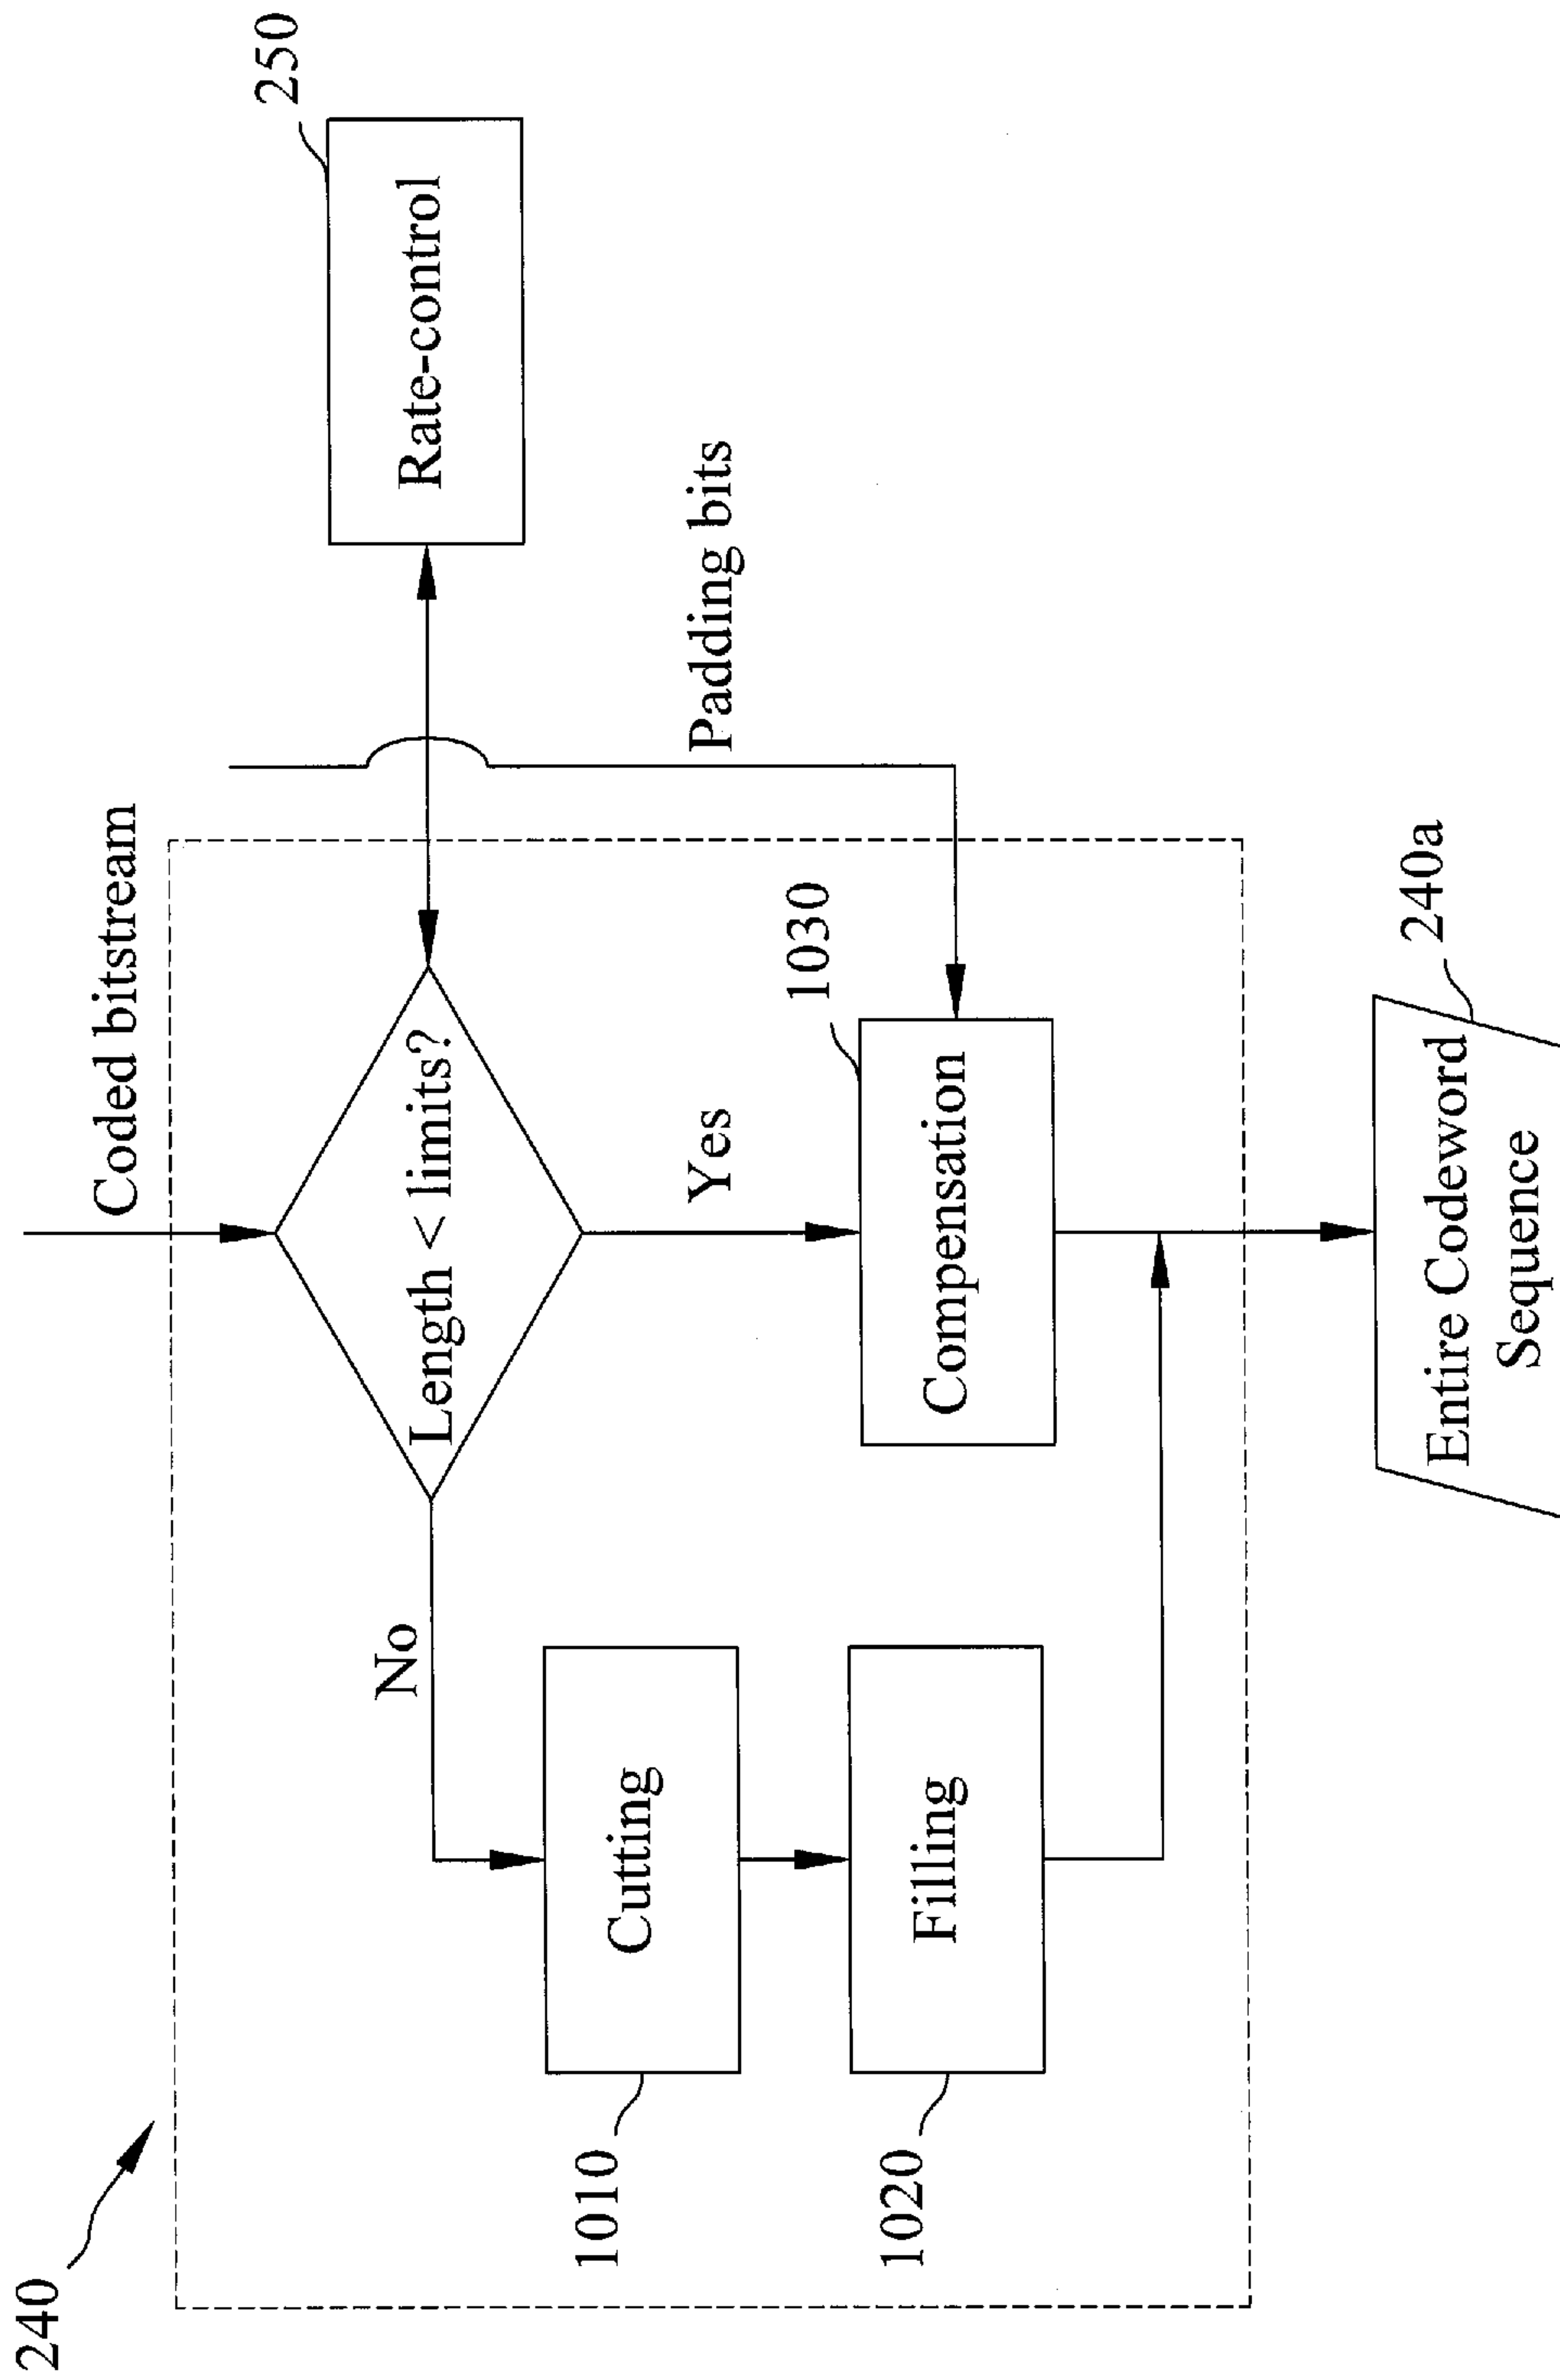 240
Coded bitstream
250
Rate-control
Length < limits?
Padding bits
No
Yes
1010
Cutting
1030
Compensation
1020
Filling
240a
Entire Codeword
Sequence